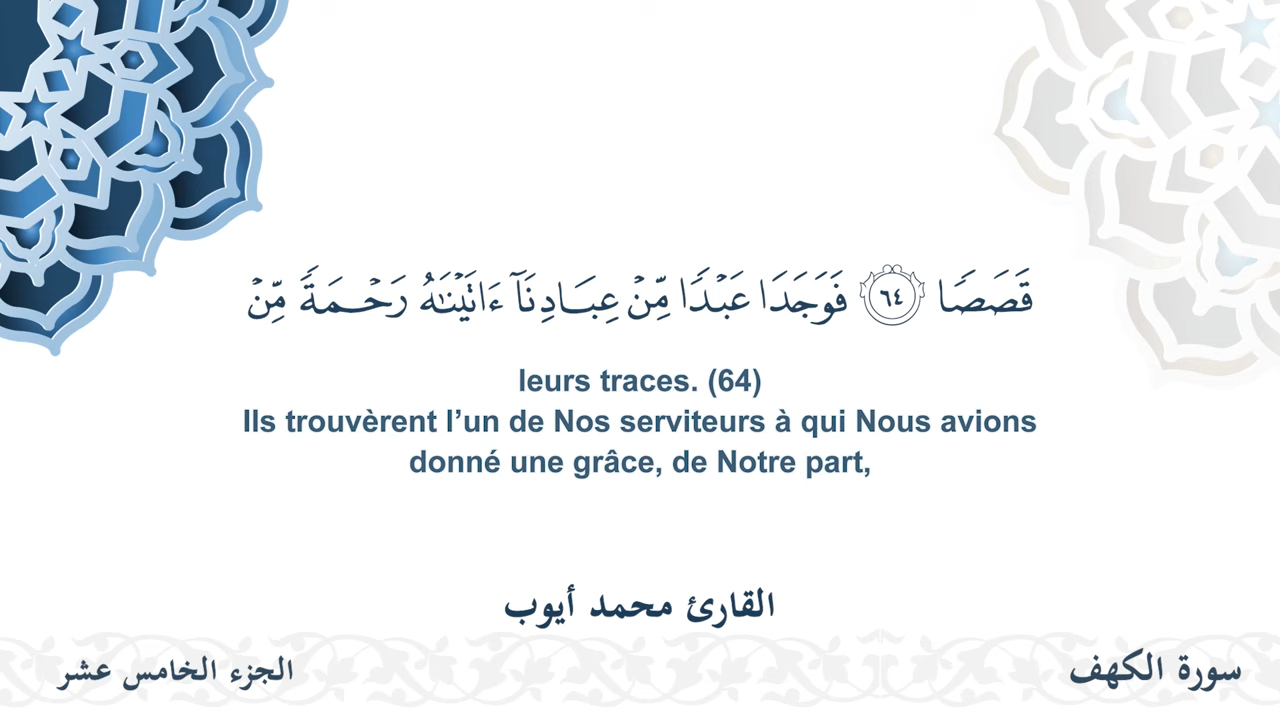 قَصَصٗا ٦٤ فَوَجَدَا عَبۡدٗا مِّنۡ عِبَادِنَآ ءَاتَيۡنَٰهُ رَحۡمَةٗ مِّنۡ
leurs traces. (64)
Ils trouvèrent l’un de Nos serviteurs à qui Nous avions
donné une grâce, de Notre part,
القارئ محمد أيوب
سورة الكهف
الجزء الخامس عشر